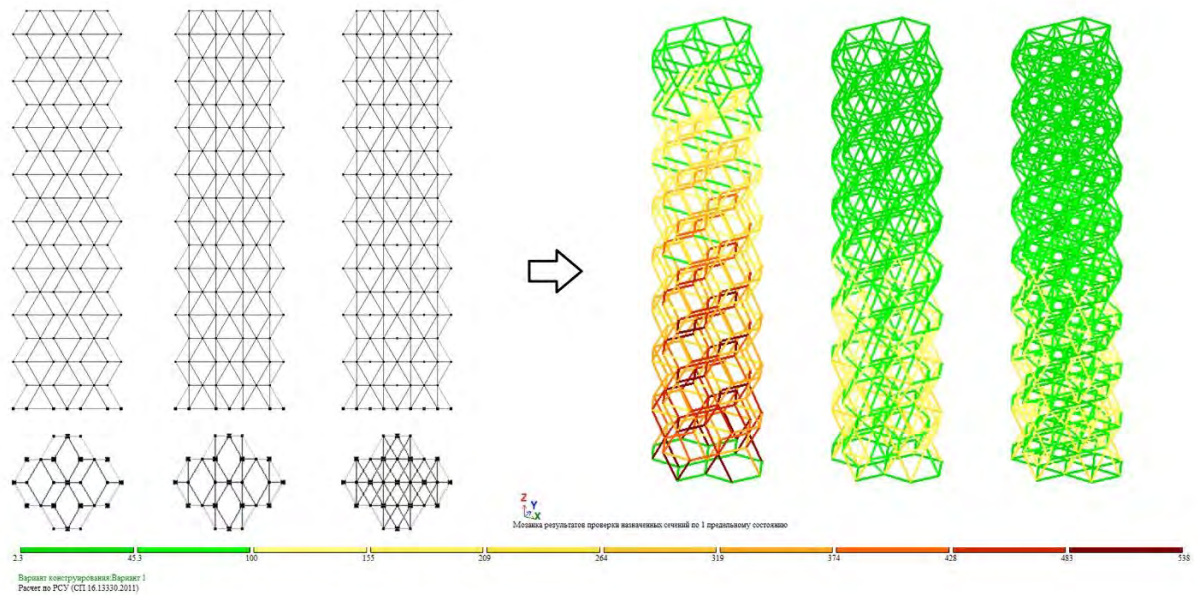 Z
Y
X
Мозаика результатов проверки назначенных сечений по 1 предельному состоянию
2.3 45.3 100 155 209 264 319 374 428 483 538
Вариант конструирования:Вариант 1
Расчет по РСУ (СП 16.13330.2011)